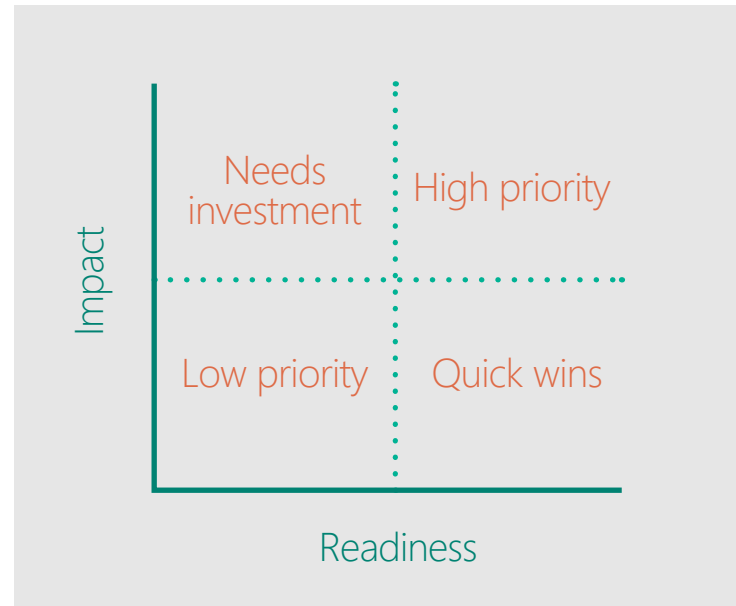 Needs
investment
High priority
Impact
Low priority
Quick wins
Readiness